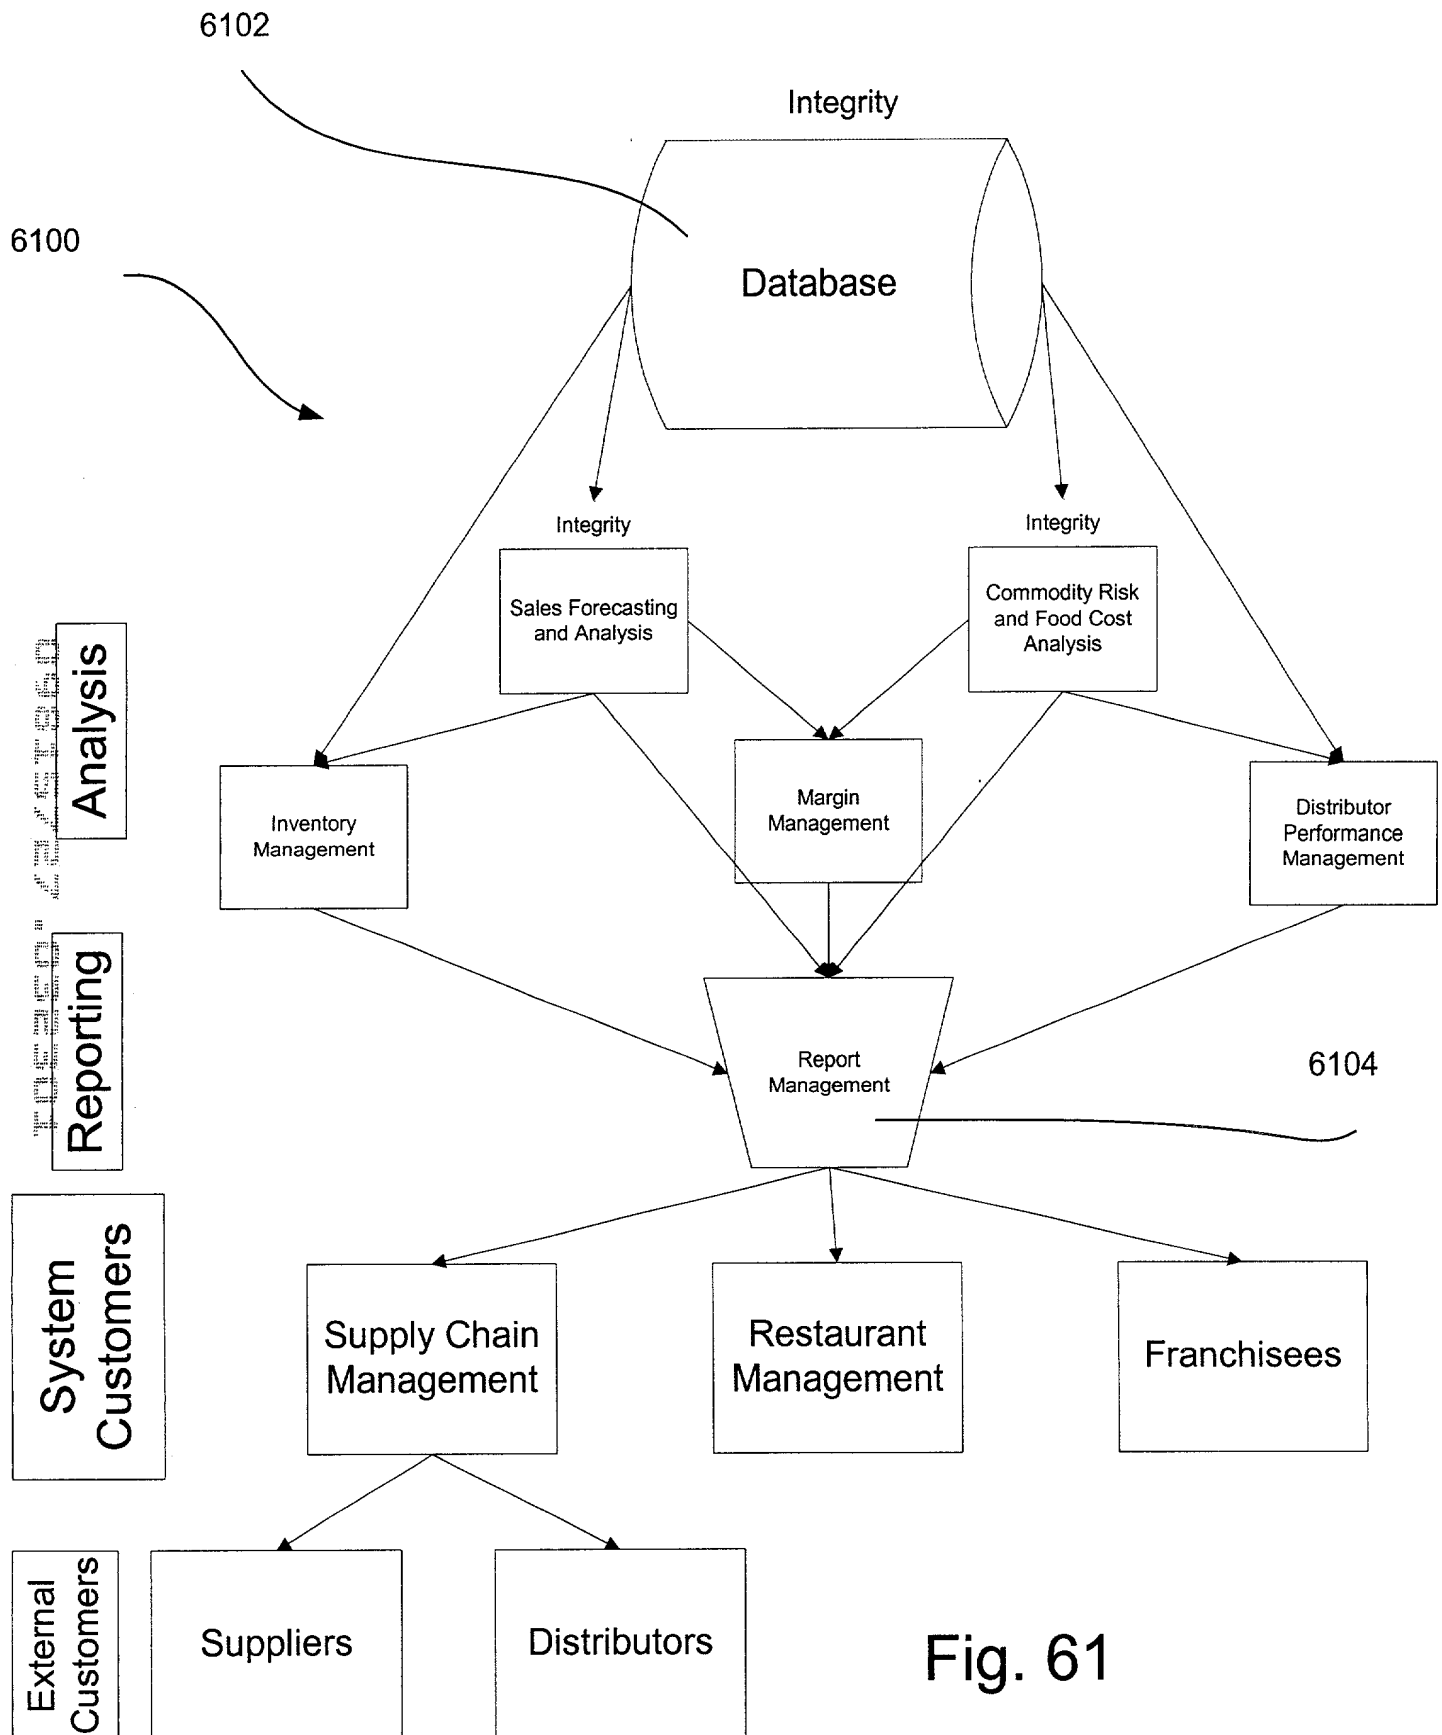 6102
Integrity
6100
Database
Integrity
Integrity
Sales Forecasting
and Analysis
Commodity Risk
and Food Cost
Analysis
Analysis
Inventory
Management
Margin
Management
Distributor
Performance
Management
Reporting
Report
Management
6104
System
Customers
Supply Chain
Management
Restaurant
Management
Franchisees
External
Customers
Suppliers
Distributors
Fig. 61